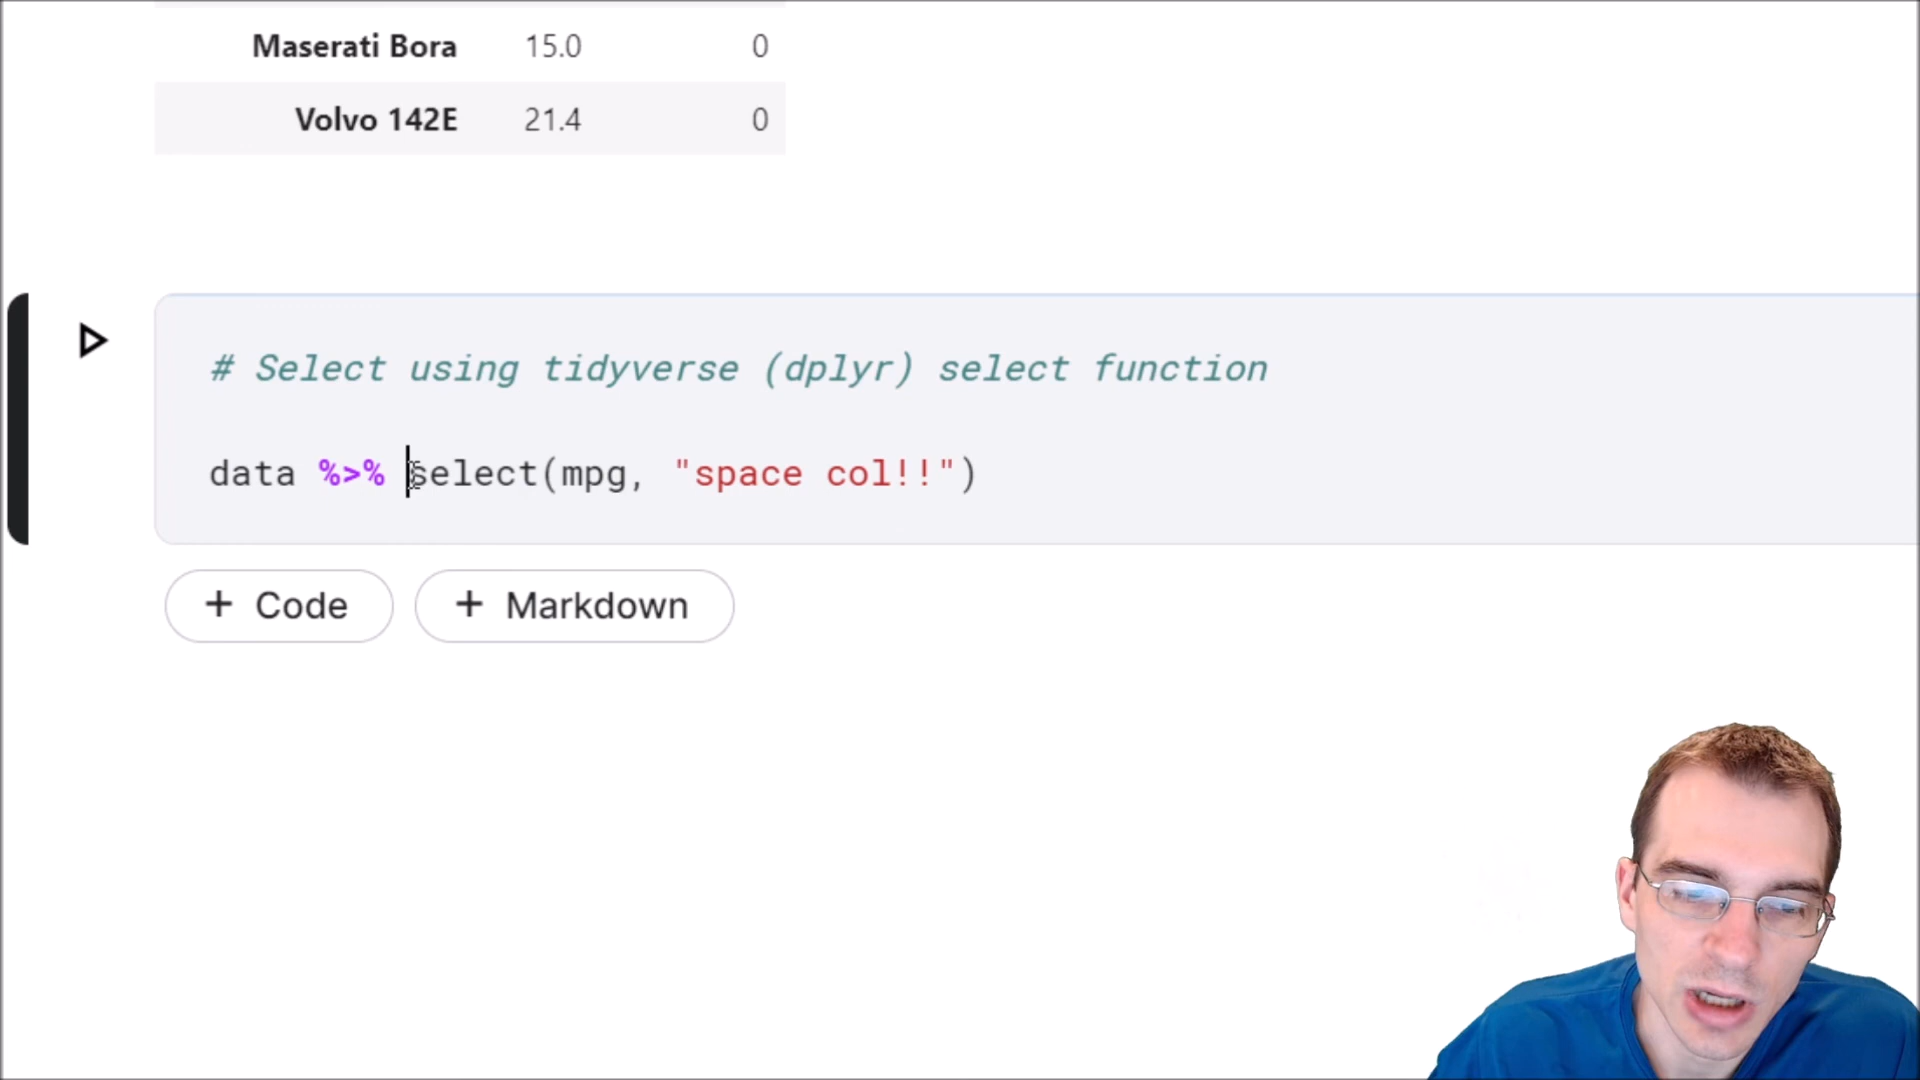 Maserati Bora 15.0 0
Volvo 142E 21.4 0
# Select using tidyverse (dplyr) select function
data %>% select(mpg, "space col!!")
+ Code + Markdown